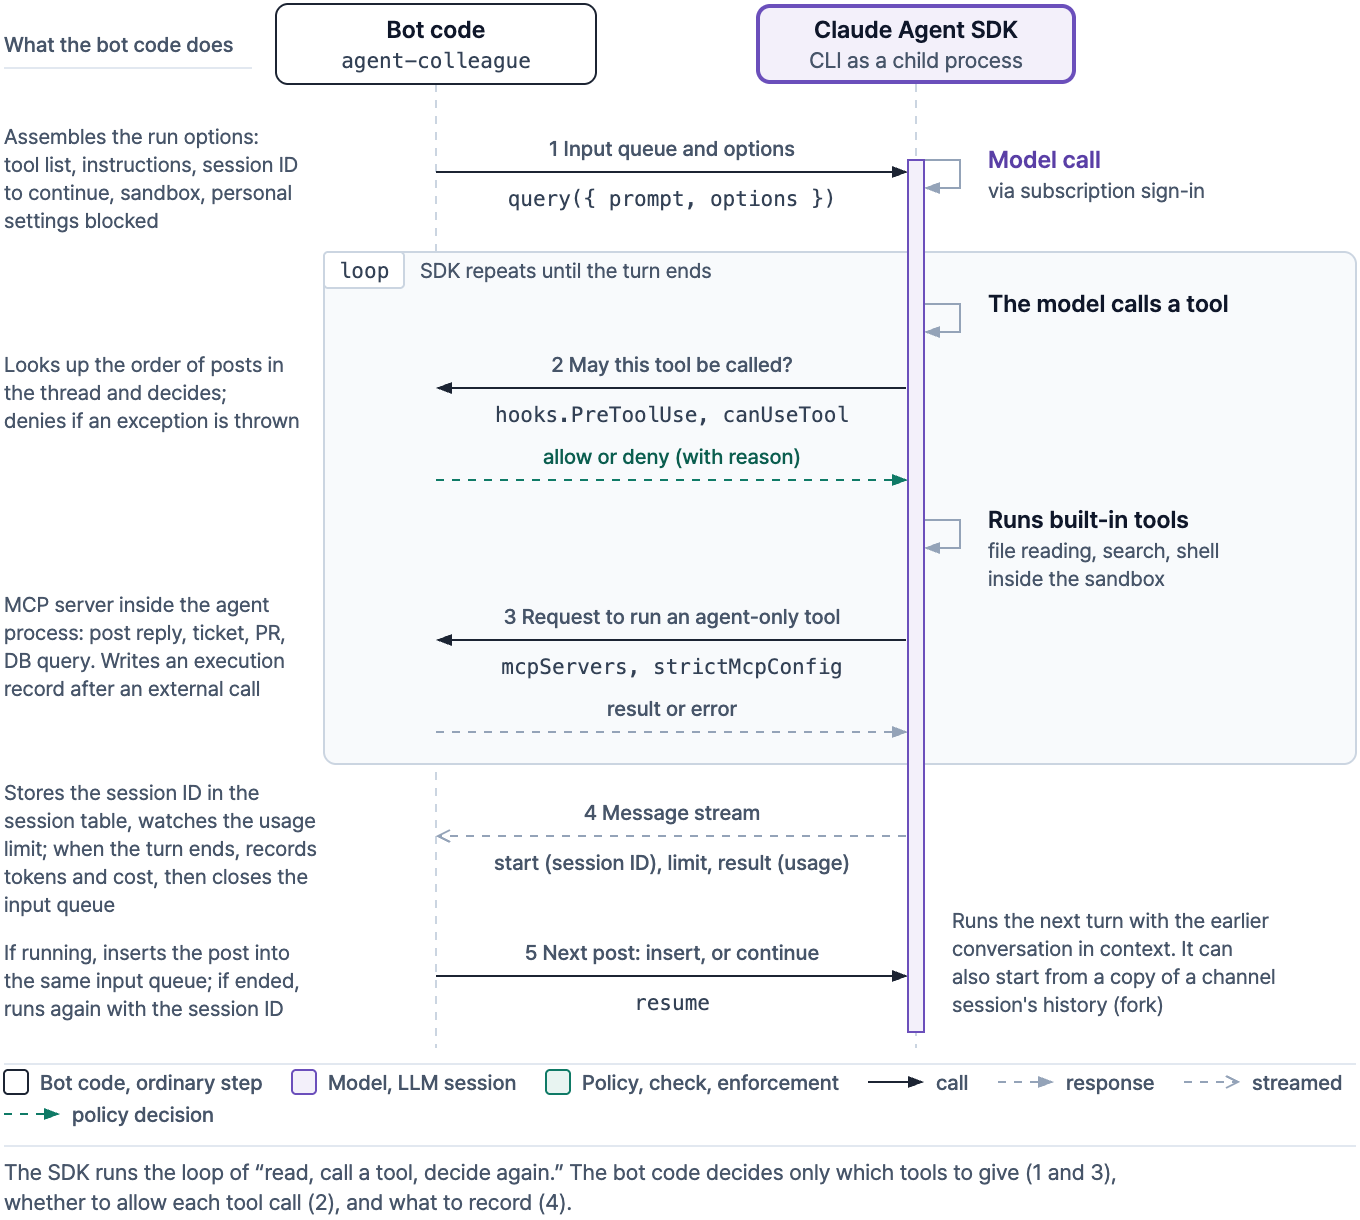 What the bot code does
Bot code
agent-colleague
Claude Agent SDK
CLI as a child process
Assembles the run options:
tool list, instructions, session ID
to continue, sandbox, personal
settings blocked
1 Input queue and options
query({ prompt, options })
Model call
via subscription sign-in
loop
SDK repeats until the turn ends
The model calls a tool
Looks up the order of posts in
the thread and decides;
denies if an exception is thrown
2 May this tool be called?
hooks.PreToolUse, canUseTool
allow or deny (with reason)
Runs built-in tools
file reading, search, shell
inside the sandbox
MCP server inside the agent
process: post reply, ticket, PR,
DB query. Writes an execution
record after an external call
3 Request to run an agent-only tool
mcpServers, strictMcpConfig
result or error
Stores the session ID in the
session table, watches the usage
limit; when the turn ends, records
tokens and cost, then closes the
input queue
4 Message stream
start (session ID), limit, result (usage)
If running, inserts the post into
the same input queue; if ended,
runs again with the session ID
5 Next post: insert, or continue
resume
Runs the next turn with the earlier
conversation in context. It can
also start from a copy of a channel
session's history (fork)
Bot code, ordinary step
Model, LLM session
Policy, check, enforcement
call
response
streamed
policy decision
The SDK runs the loop of “read, call a tool, decide again.” The bot code decides only which tools to give (1 and 3),
whether to allow each tool call (2), and what to record (4).